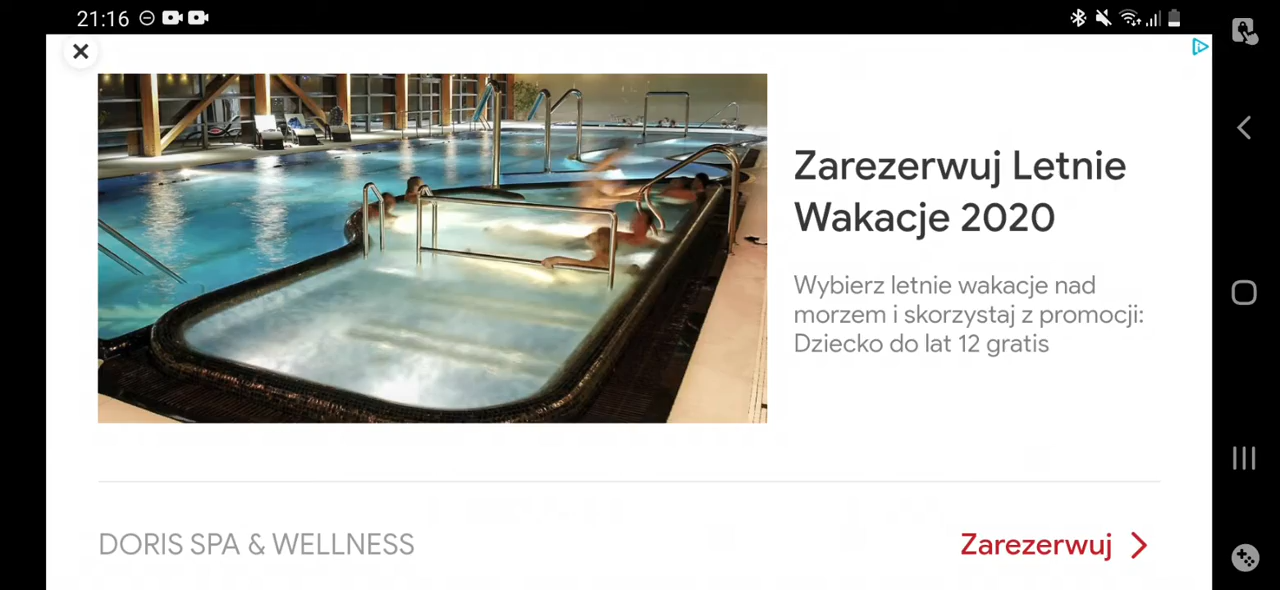 21:16
Zarezerwuj Letnie
Wakacje 2020
Wybierz letnie wakacje nad
morzem i skorzystaj z promocji:
Dziecko do lat 12 gratis
DORIS SPA & WELLNESS
Zarezerwuj